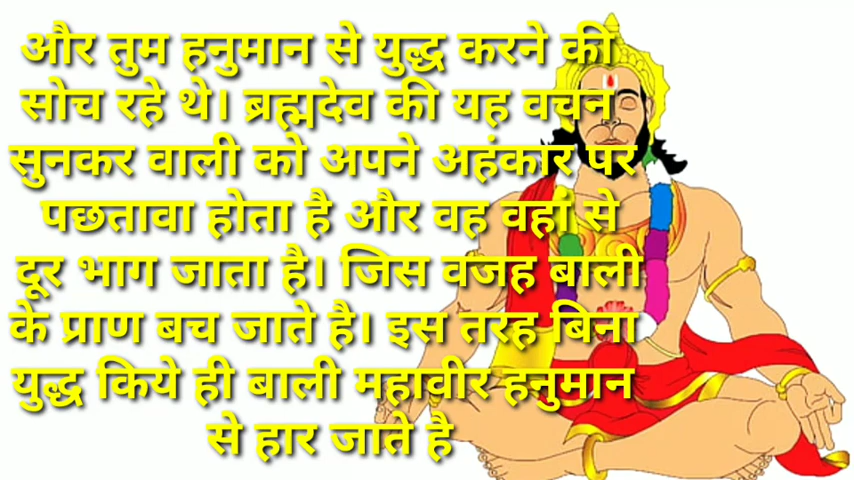 और तुम हनुमान से युद्ध करने की
सोच रहे थे। ब्रह्मदेव की यह वचन
सुनकर वाली को अपने अहंकार पर
पछतावा होता है और वह वहां से
दूर भाग जाता है। जिस वजह बाली
के प्राण बच जाते है। इस तरह बिना
युद्ध किये ही बाली महावीर हनुमान
से हार जाते है